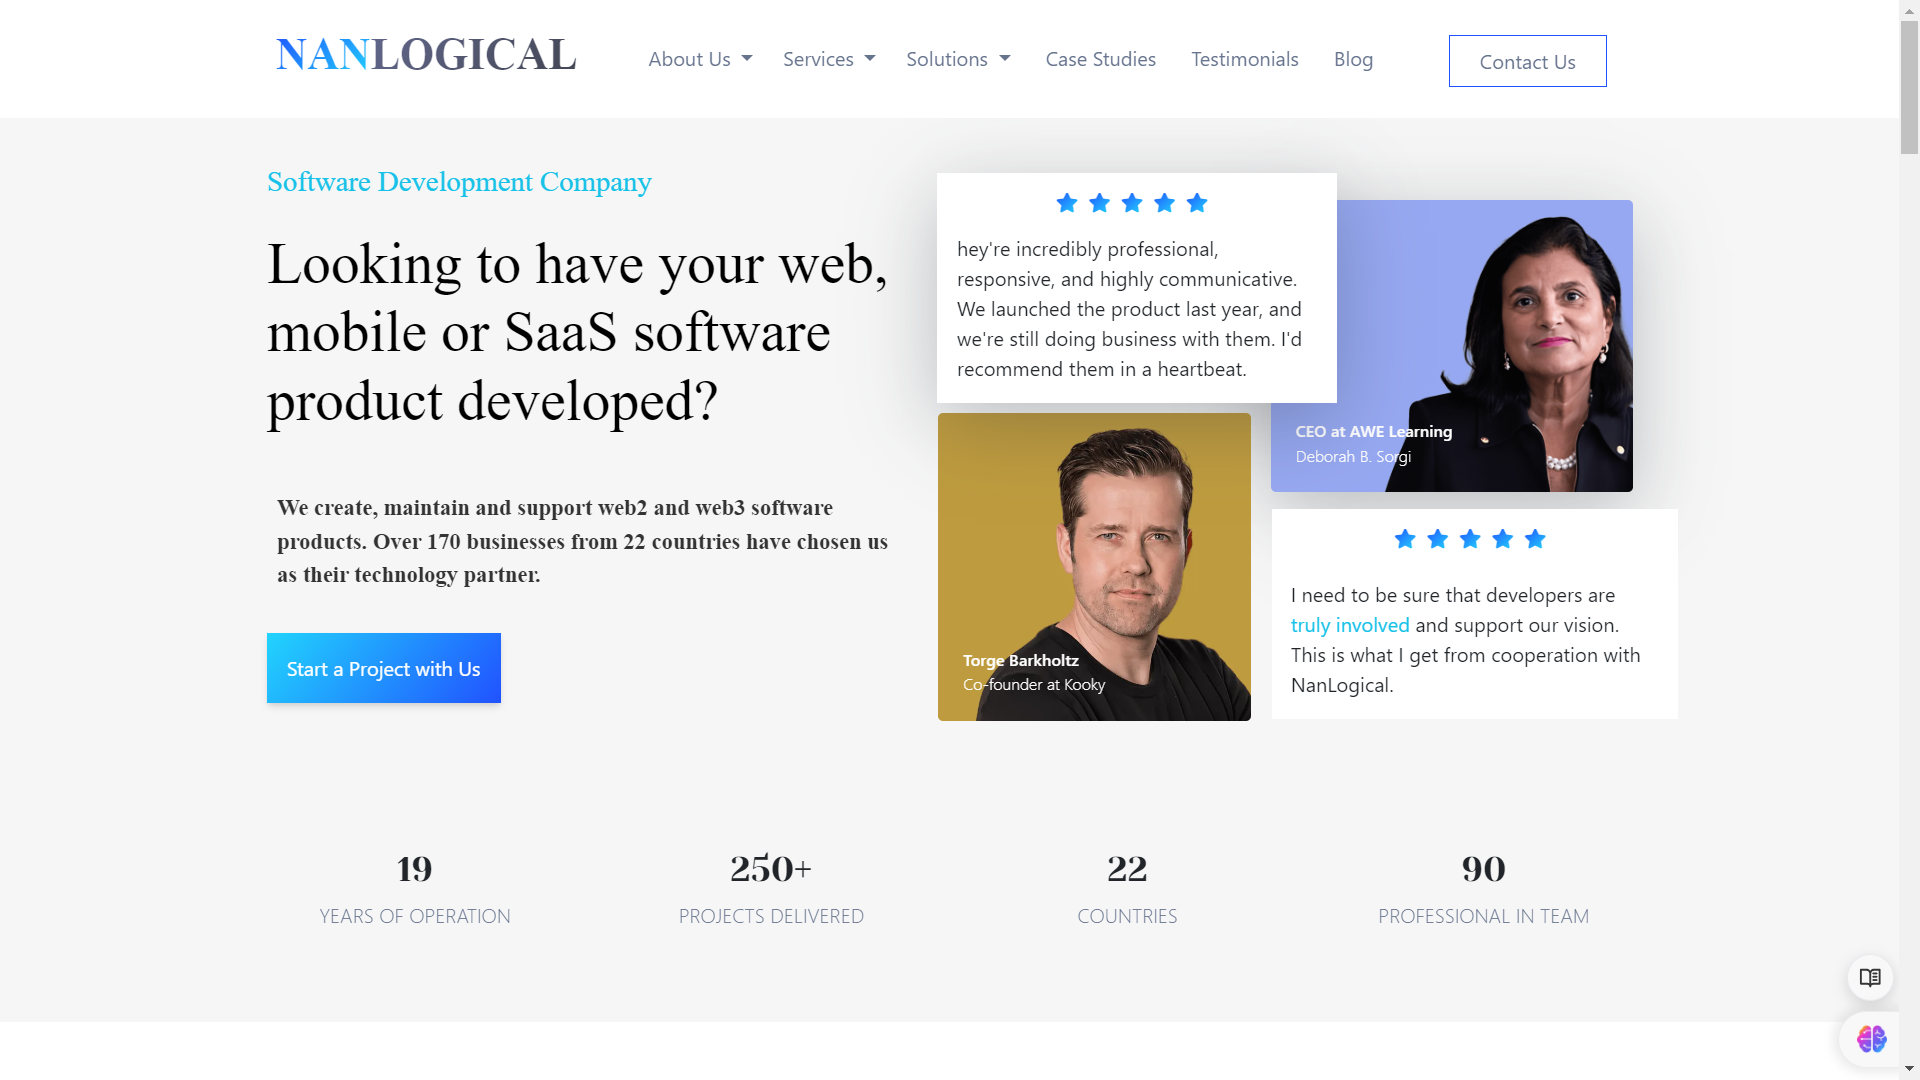 NANLOGICAL
About Us
Services
Solutions
Case Studies
Testimonials
Blog
Contact Us
Software Development Company
Looking to have your web,
mobile or SaaS software
product developed?
We create, maintain and support web2 and web3 software
products. Over 170 businesses from 22 countries have chosen us
as their technology partner.
Start a Project with Us
hey're incredibly professional,
responsive, and highly communicative.
We launched the product last year, and
we're still doing business with them. I'd
recommend them in a heartbeat.
CEO at AWE Learning
Deborah B. Sorgi
Torge Barkholtz
Co-founder at Kooky
I need to be sure that developers are
truly involved and support our vision.
This is what I get from cooperation with
NanLogical.
19
YEARS OF OPERATION
250+
PROJECTS DELIVERED
22
COUNTRIES
90
PROFESSIONAL IN TEAM